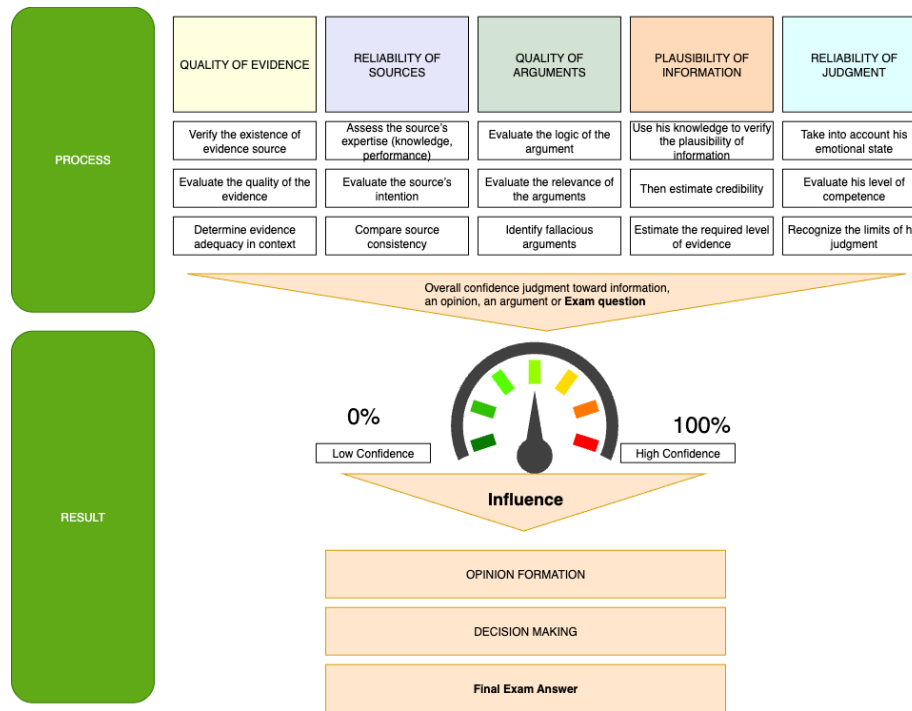 PROCESS
QUALITY OF EVIDENCE
RELIABILITY OF
SOURCES
QUALITY OF
ARGUMENTS
PLAUSIBILITY OF
INFORMATION
RELIABILITY OF
JUDGMENT
Verify the existence of
evidence source
Assess the source's
expertise (knowledge,
performance)
Evaluate the logic of the
argument
Use his knowledge to verify
the plausibility of
information
Take into account his
emotional state
Evaluate the quality of the
evidence
Evaluate the source's
intention
Evaluate the relevance of
the arguments
Then estimate credibility
Evaluate his level of
competence
Determine evidence
adequacy in context
Compare source
consistency
Identify fallacious
arguments
Estimate the required level
of evidence
Recognize the limits of
judgment
Overall confidence judgment toward information,
an opinion, an argument or Exam question
RESULT
0%
Low Confidence
100%
High Confidence
Influence
OPINION FORMATION
DECISION MAKING
Final Exam Answer